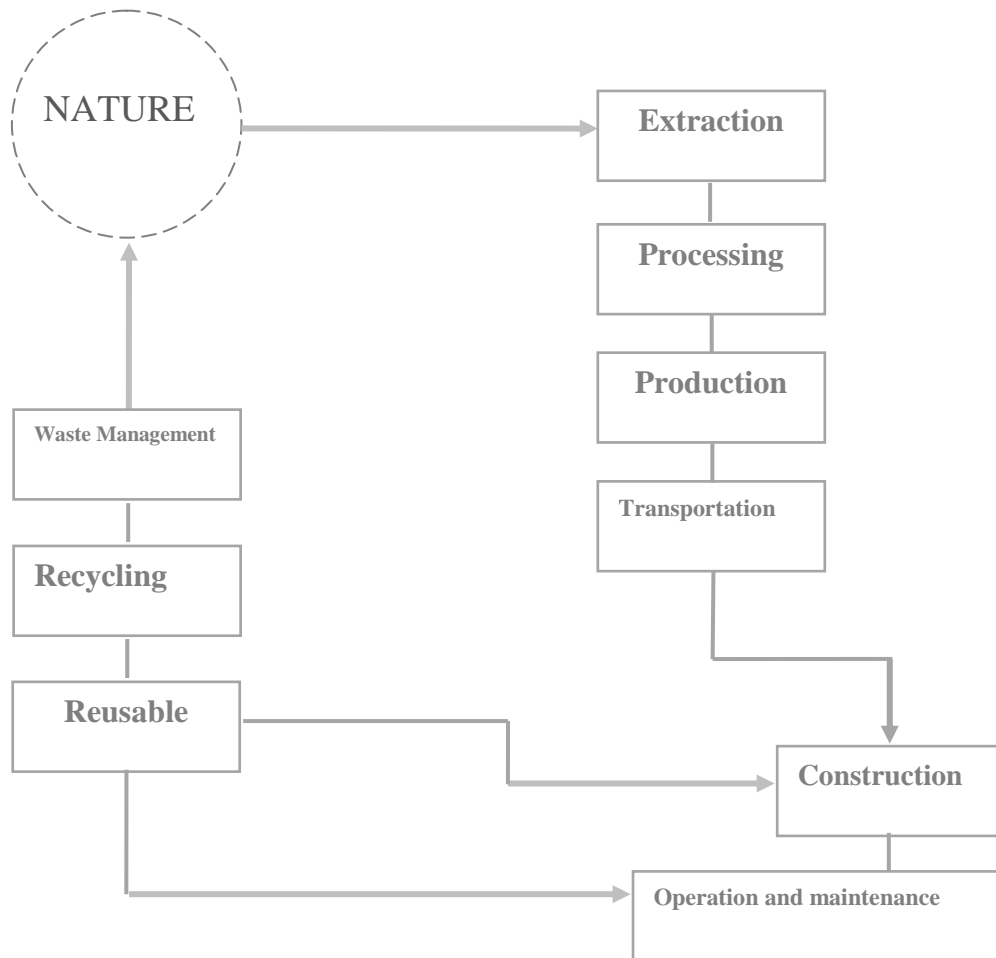 NATURE
Extraction
Processing
Production
Waste Management
Transportation
Recycling
Reusable
Construction
Operation and maintenance